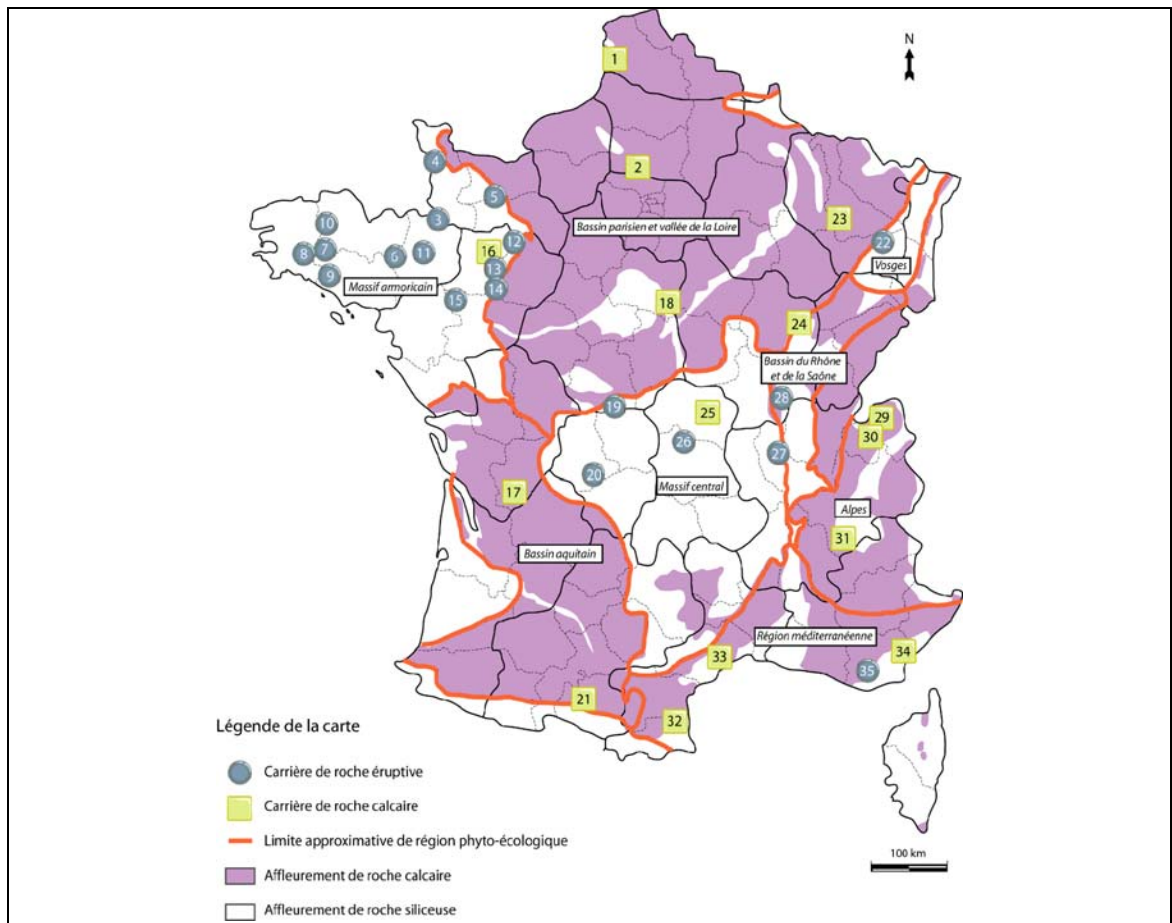 N
1
2
4
5
3
10
8
7
6
11
9
16
12
13
14
15
Massif armoricain
Bassin parisien et vallée de la Loire
23
22
Vosges
18
24
Bassin du Rhône
et de la Saône
19
25
28
29
30
26
27
20
Massif central
17
Alpes
31
Bassin aquitain
Région méditerranéenne
33
34
35
21
32
Légende de la carte
Carrière de roche éruptive
Carrière de roche calcaire
Limite approximative de région phyto-écologique
Affleurement de roche calcaire
Affleurement de roche siliceuse
100 km